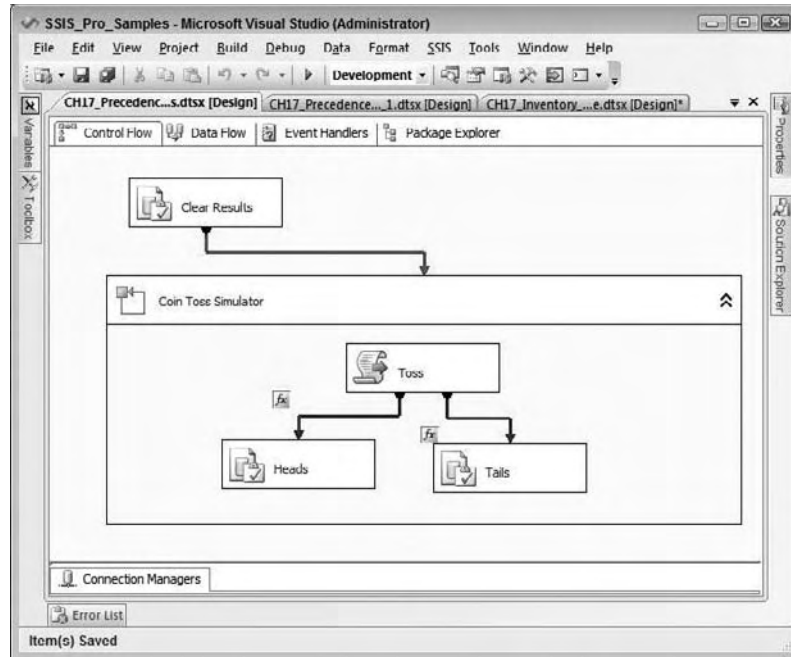 SSIS_Pro_Samples - Microsoft Visual Studio (Administrator)
File Edit View Project Build Debug Data Format SSIS Tools Window Help
Development
CH17_Precedenc...s.dtsx [Design] CH17_Precedence..._1.dtsx [Design] CH17_Inventory_...e.dtsx [Design]*
Control Flow Data Flow Event Handlers Package Explorer
Variables
Toolbox
Properties
Solution Explorer
Clear Results
Coin Toss Simulator
Toss
fx
fx
Heads
Tails
Connection Managers
Error List
Item(s) Saved